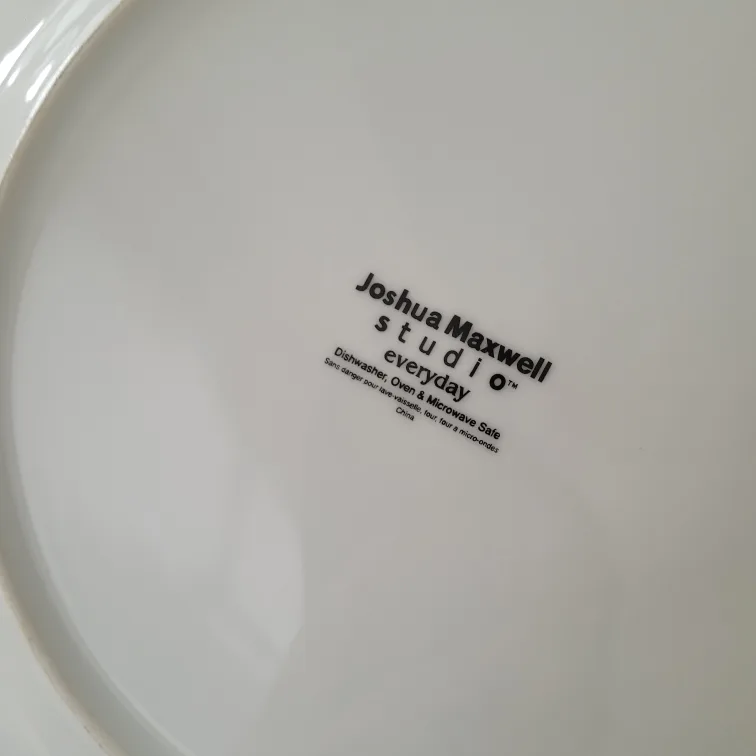 Joshua Maxwell
studio™
everyday
Dishwasher, Oven & Microwave Safe
Sans danger pour lave-vaisselle, four, four à micro-ondes
China